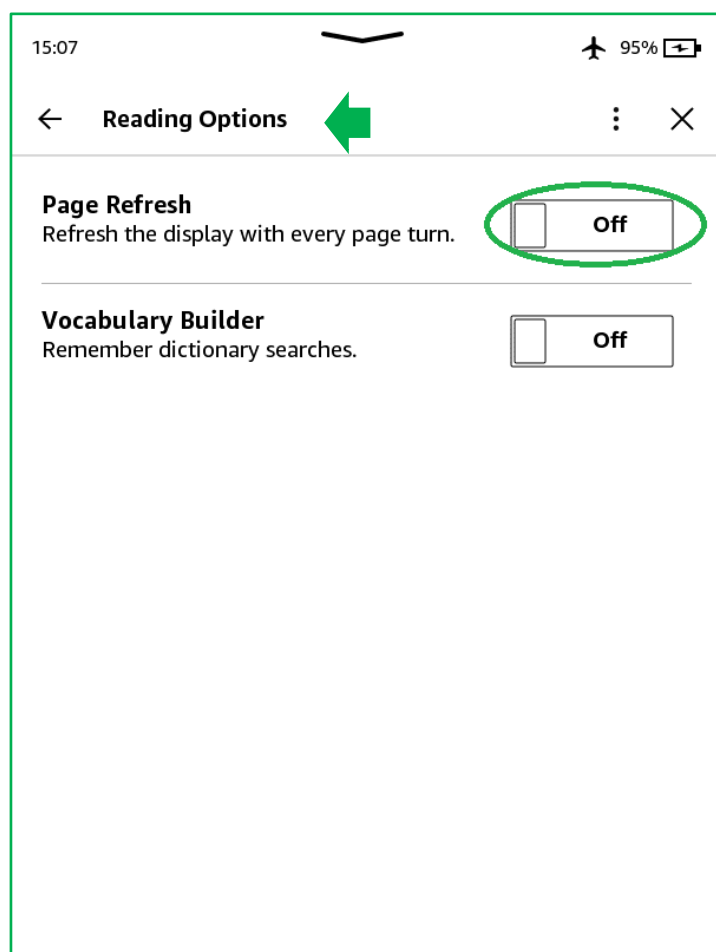 15:07
95%
Reading Options
Page Refresh
Off
Refresh the display with every page turn.
Vocabulary Builder
Off
Remember dictionary searches.